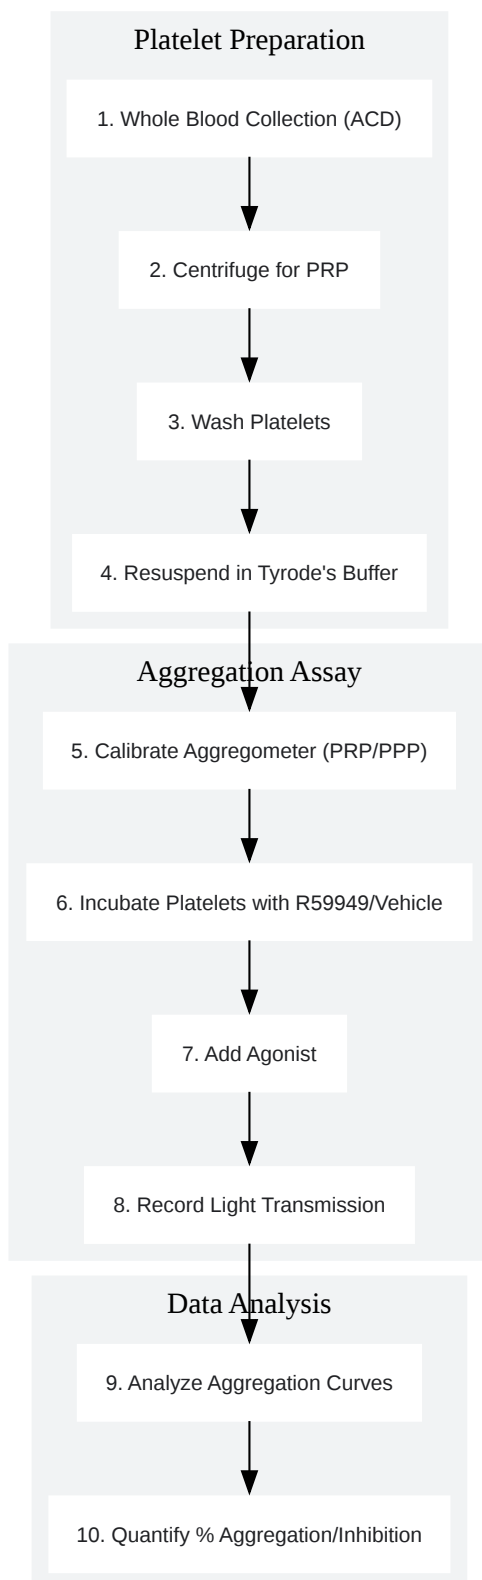 Platelet Preparation
1. Whole Blood Collection (ACD)
2. Centrifuge for PRP
3. Wash Platelets
4. Resuspend in Tyrode's Buffer
Aggregation Assay
5. Calibrate Aggregometer (PRP/PPP)
6. Incubate Platelets with R59949/Vehicle
7. Add Agonist
8. Record Light Transmission
Data Analysis
9. Analyze Aggregation Curves
10. Quantify % Aggregation/Inhibition